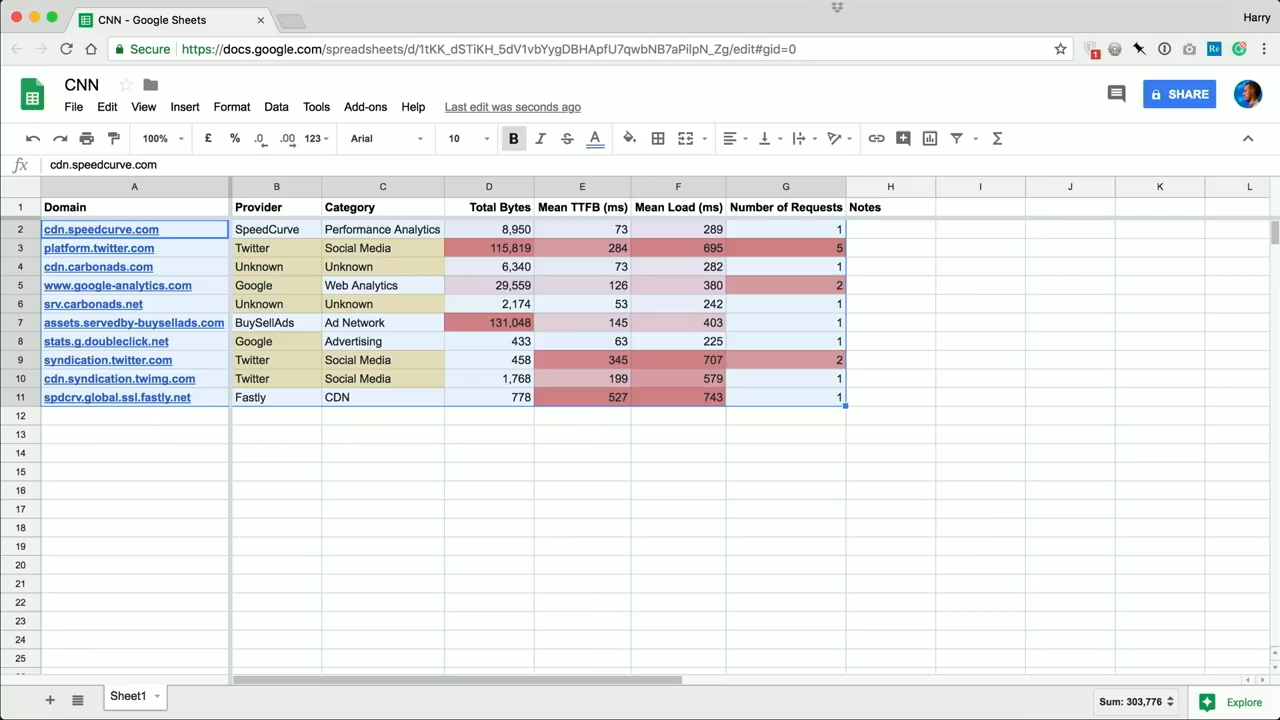 CNN - Google Sheets
Harry
Secure https://docs.google.com/spreadsheets/d/1tKK_dSTiKH_5dV1vbYygDBHApfU7qwbNB7aPiIpN_Zg/edit#gid=0
1
Re
CNN
File Edit View Insert Format Data Tools Add-ons Help Last edit was seconds ago
SHARE
100% £ % .0 .00 123 Arial 10 B I S A Σ
fx cdn.speedcurve.com
A B C D E F G H I J K L
1 Domain Provider Category Total Bytes Mean TTFB (ms) Mean Load (ms) Number of Requests Notes
2 cdn.speedcurve.com SpeedCurve Performance Analytics 8,950 73 289 1
3 platform.twitter.com Twitter Social Media 115,819 284 695 5
4 cdn.carbonads.com Unknown Unknown 6,340 73 282 1
5 www.google-analytics.com Google Web Analytics 29,559 126 380 2
6 srv.carbonads.net Unknown Unknown 2,174 53 242 1
7 assets.servedby-buysellads.com BuySellAds Ad Network 131,048 145 403 1
8 stats.g.doubleclick.net Google Advertising 433 63 225 1
9 syndication.twitter.com Twitter Social Media 458 345 707 2
10 cdn.syndication.twimg.com Twitter Social Media 1,768 199 579 1
11 spdcrv.global.ssl.fastly.net Fastly CDN 778 527 743 1
12
13
14
15
16
17
18
19
20
21
22
23
24
25
Sheet1
Sum: 303,776
Explore